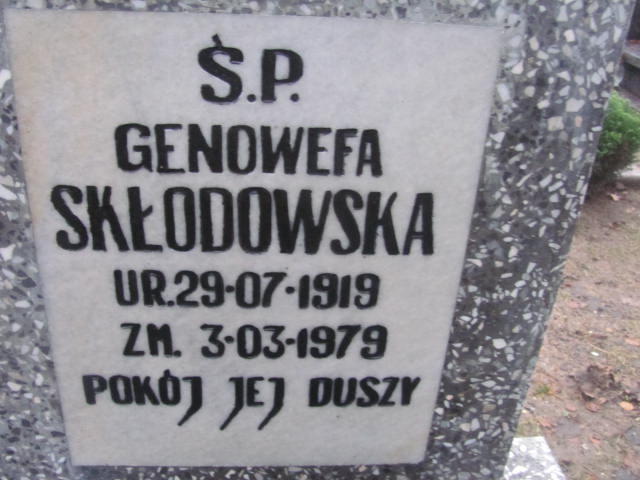 Ś.P.
GENOWEFA
SKŁODOWSKA
UR.29·07·1919
ZM. 3·03·1979
POKÓJ JEJ DUSZY